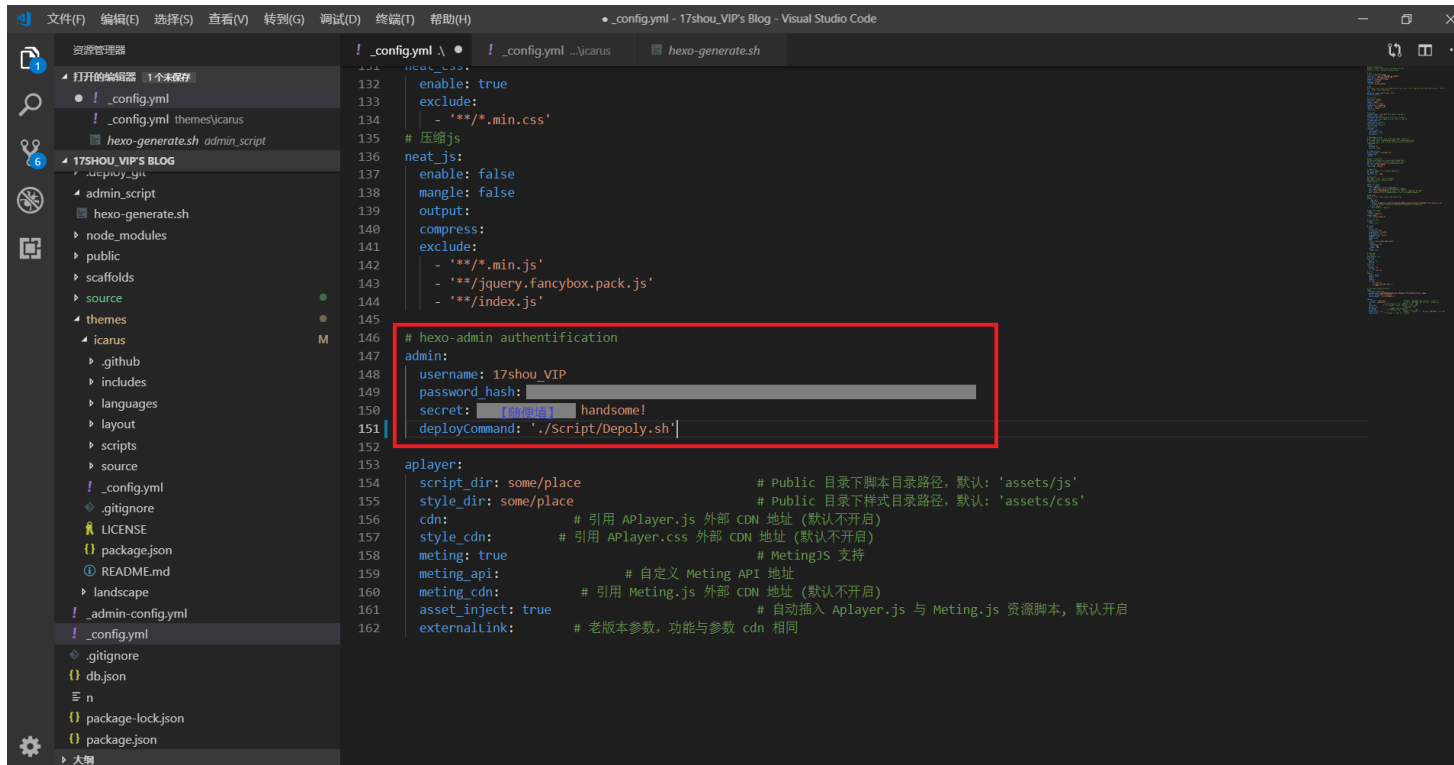 文件(F) 编辑(E) 选择(S) 查看(V) 转到(G) 调试(D) 终端(T) 帮助(H) ● _config.yml - 17shou_VIP's Blog - Visual Studio Code
资源管理器
打开的编辑器 1 个未保存
● ! _config.yml
! _config.yml themes\icarus
hexo-generate.sh admin_script
17SHOU_VIP'S BLOG
.deploy_git
admin_script
hexo-generate.sh
node_modules
public
scaffolds
source
themes
icarus M
.github
includes
languages
layout
scripts
source
! _config.yml
.gitignore
LICENSE
{} package.json
README.md
landscape
! _admin-config.yml
! _config.yml
.gitignore
{} db.json
n
{} package-lock.json
{} package.json
大纲
1
6
! _config.yml .\ ●
! _config.yml ...\icarus
hexo-generate.sh
131 neat_css:
132 enable: true
133 exclude:
134 - '**/*.min.css'
135 # 压缩js
136 neat_js:
137 enable: false
138 mangle: false
139 output:
140 compress:
141 exclude:
142 - '**/*.min.js'
143 - '**/jquery.fancybox.pack.js'
144 - '**/index.js'
145
146 # hexo-admin authentification
147 admin:
148 username: 17shou_VIP
149 password_hash:
150 secret: 【随便填】 handsome!
151 deployCommand: './Script/Depoly.sh'
152
153 aplayer:
154 script_dir: some/place # Public 目录下脚本目录路径，默认: 'assets/js'
155 style_dir: some/place # Public 目录下样式目录路径，默认: 'assets/css'
156 cdn: # 引用 APlayer.js 外部 CDN 地址 (默认不开启)
157 style_cdn: # 引用 APlayer.css 外部 CDN 地址 (默认不开启)
158 meting: true # MetingJS 支持
159 meting_api: # 自定义 Meting API 地址
160 meting_cdn: # 引用 Meting.js 外部 CDN 地址 (默认不开启)
161 asset_inject: true # 自动插入 Aplayer.js 与 Meting.js 资源脚本, 默认开启
162 externalLink: # 老版本参数，功能与参数 cdn 相同